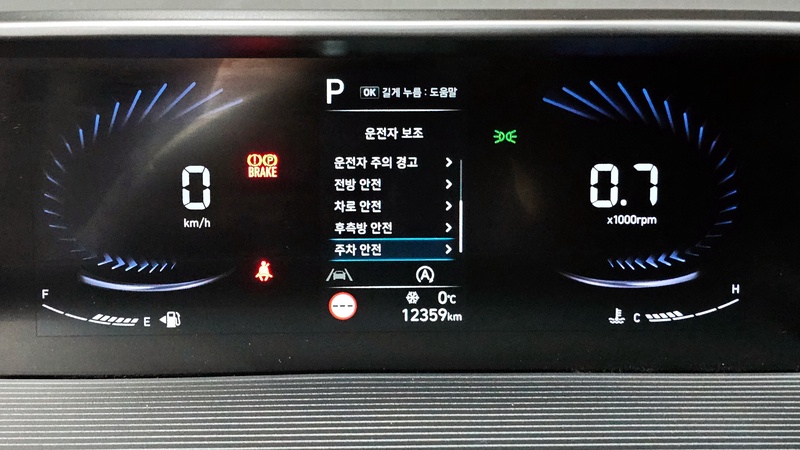 P OK 길게 누름 : 도움말
운전자 보조
운전자 주의 경고
전방 안전
차로 안전
후측방 안전
주차 안전
0
km/h
(!) (P)
BRAKE
0.7
x1000rpm
A
0℃
12359km
F
E
C
H